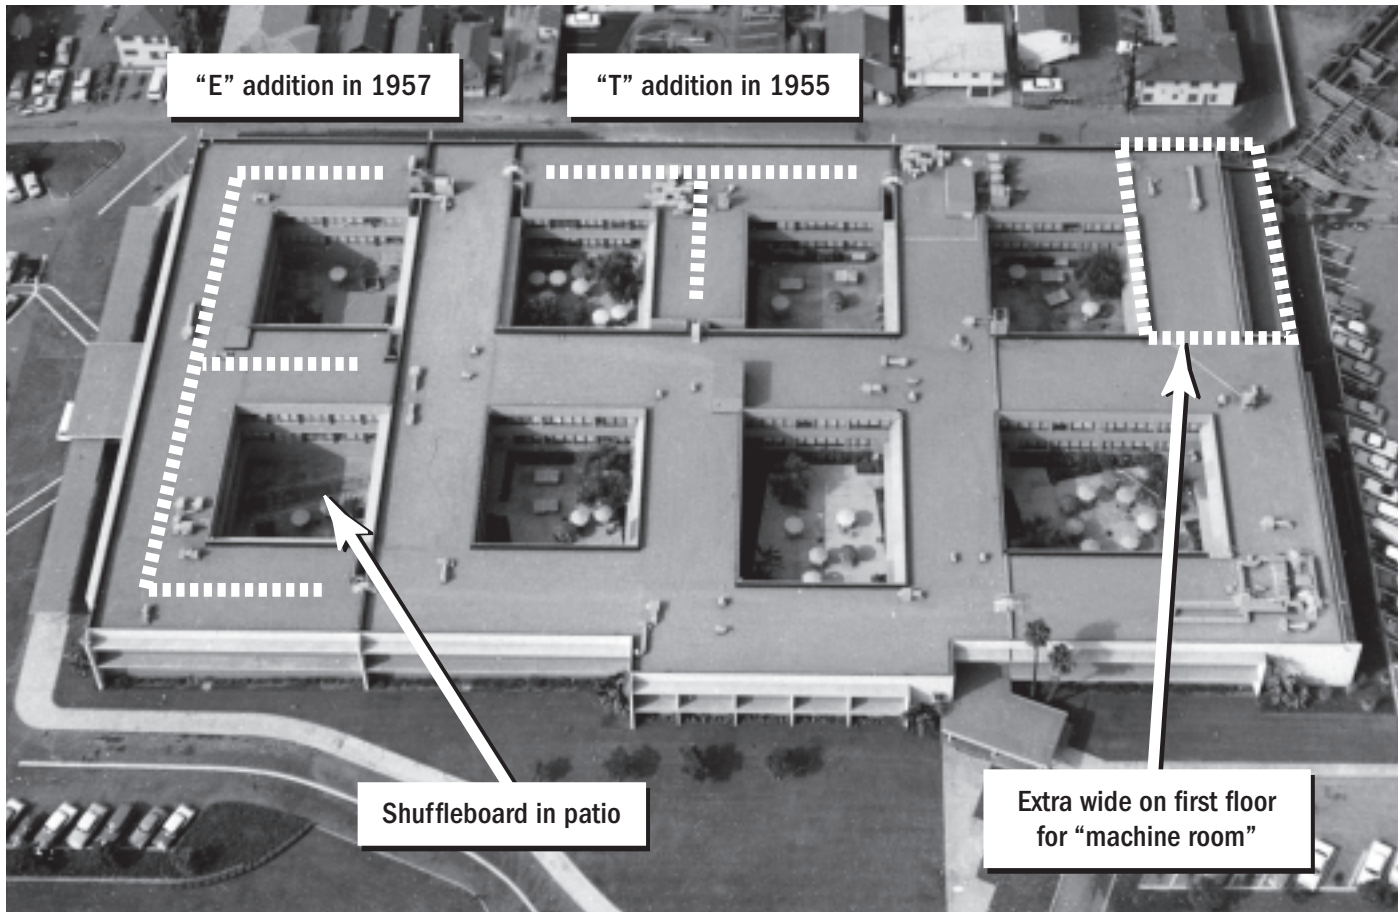 “E” addition in 1957
“T” addition in 1955
Shuffleboard in patio
Extra wide on first floor
for “machine room”